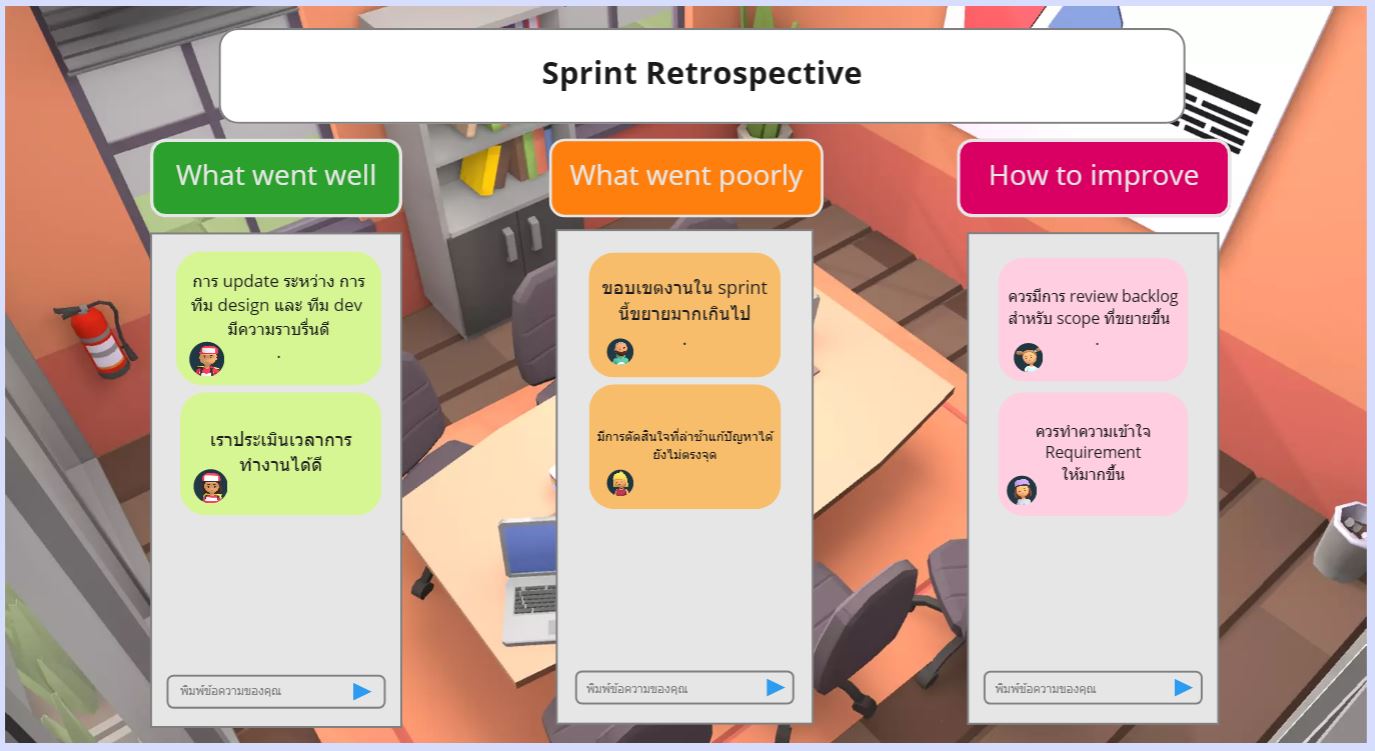 Sprint Retrospective
What went well
What went poorly
How to improve
การ update ระหว่าง การ
ทีม design และ ทีม dev
มีความราบรื่นดี
.
เราประเมินเวลาการ
ทำงานได้ดี
พิมพ์ข้อความของคุณ
ขอบเขตงานใน sprint
นี้ขยายมากเกินไป
.
มีการตัดสินใจที่ล่าช้าแก้ปัญหาได้
ยังไม่ตรงจุด
พิมพ์ข้อความของคุณ
ควรมีการ review backlog
สำหรับ scope ที่ขยายขึ้น
.
ควรทำความเข้าใจ
Requirement
ให้มากขึ้น
พิมพ์ข้อความของคุณ